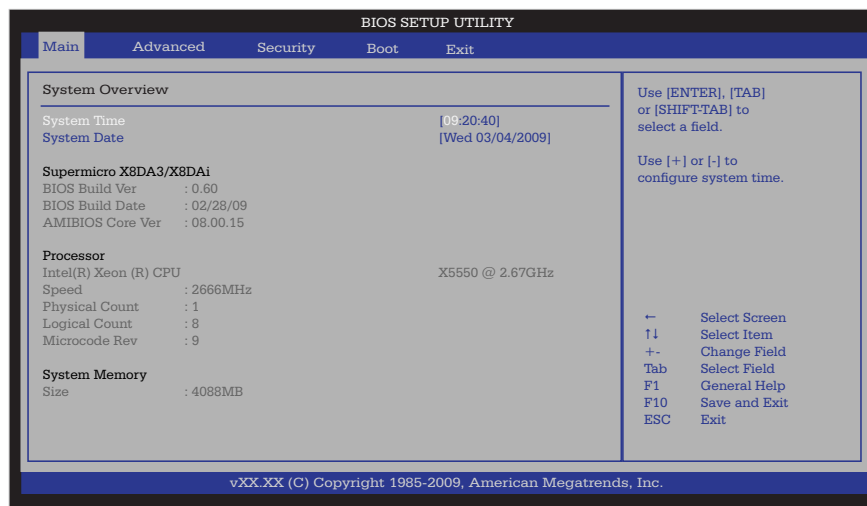 BIOS SETUP UTILITY
Main Advanced Security Boot Exit
System Overview
System Time [09:20:40]
System Date [Wed 03/04/2009]
Supermicro X8DA3/X8DAi
BIOS Build Ver : 0.60
BIOS Build Date : 02/28/09
AMIBIOS Core Ver : 08.00.15
Processor
Intel(R) Xeon (R) CPU X5550 @ 2.67GHz
Speed : 2666MHz
Physical Count : 1
Logical Count : 8
Microcode Rev : 9
System Memory
Size : 4088MB
Use [ENTER], [TAB]
or [SHIFT-TAB] to
select a field.
Use [+] or [-] to
configure system time.
← Select Screen
↑↓ Select Item
+- Change Field
Tab Select Field
F1 General Help
F10 Save and Exit
ESC Exit
vXX.XX (C) Copyright 1985-2009, American Megatrends, Inc.